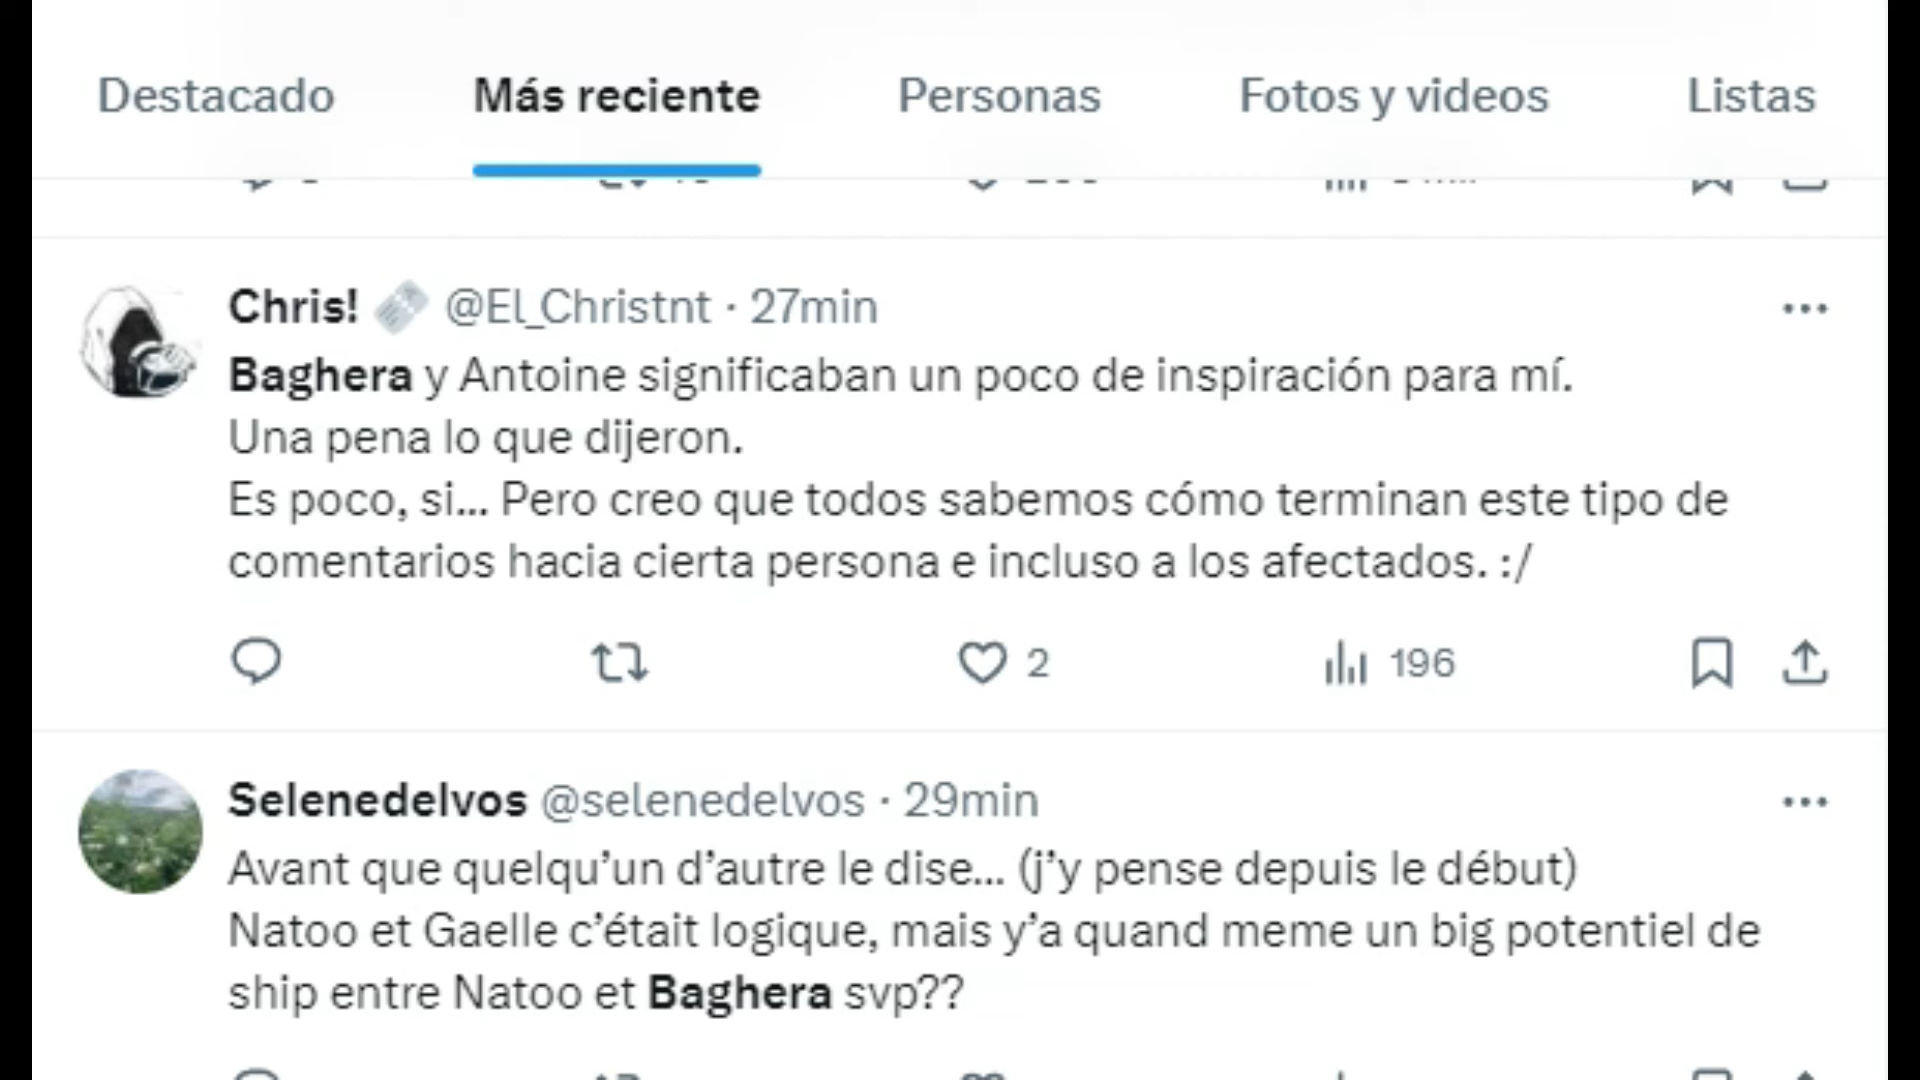 Destacado Más reciente Personas Fotos y videos Listas
Chris! @El_Christnt · 27min
Baghera y Antoine significaban un poco de inspiración para mí.
Una pena lo que dijeron.
Es poco, si... Pero creo que todos sabemos cómo terminan este tipo de
comentarios hacia cierta persona e incluso a los afectados. :/
2 196
Selenedelvos @selenedelvos · 29min
Avant que quelqu’un d’autre le dise... (j’y pense depuis le début)
Natoo et Gaelle c’était logique, mais y’a quand meme un big potentiel de
ship entre Natoo et Baghera svp??